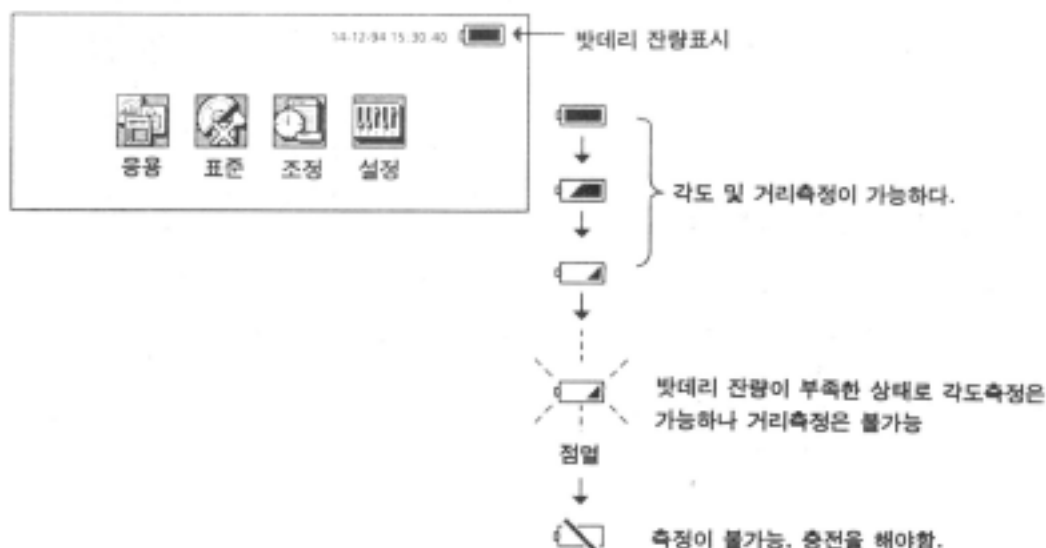 14-12-94 15:30:40
밧데리 잔량표시
응용 표준 조정 설정
각도 및 거리측정이 가능하다.
밧데리 잔량이 부족한 상태로 각도측정은
가능하나 거리측정은 불가능
점멸
측정이 불가능. 충전을 해야함.